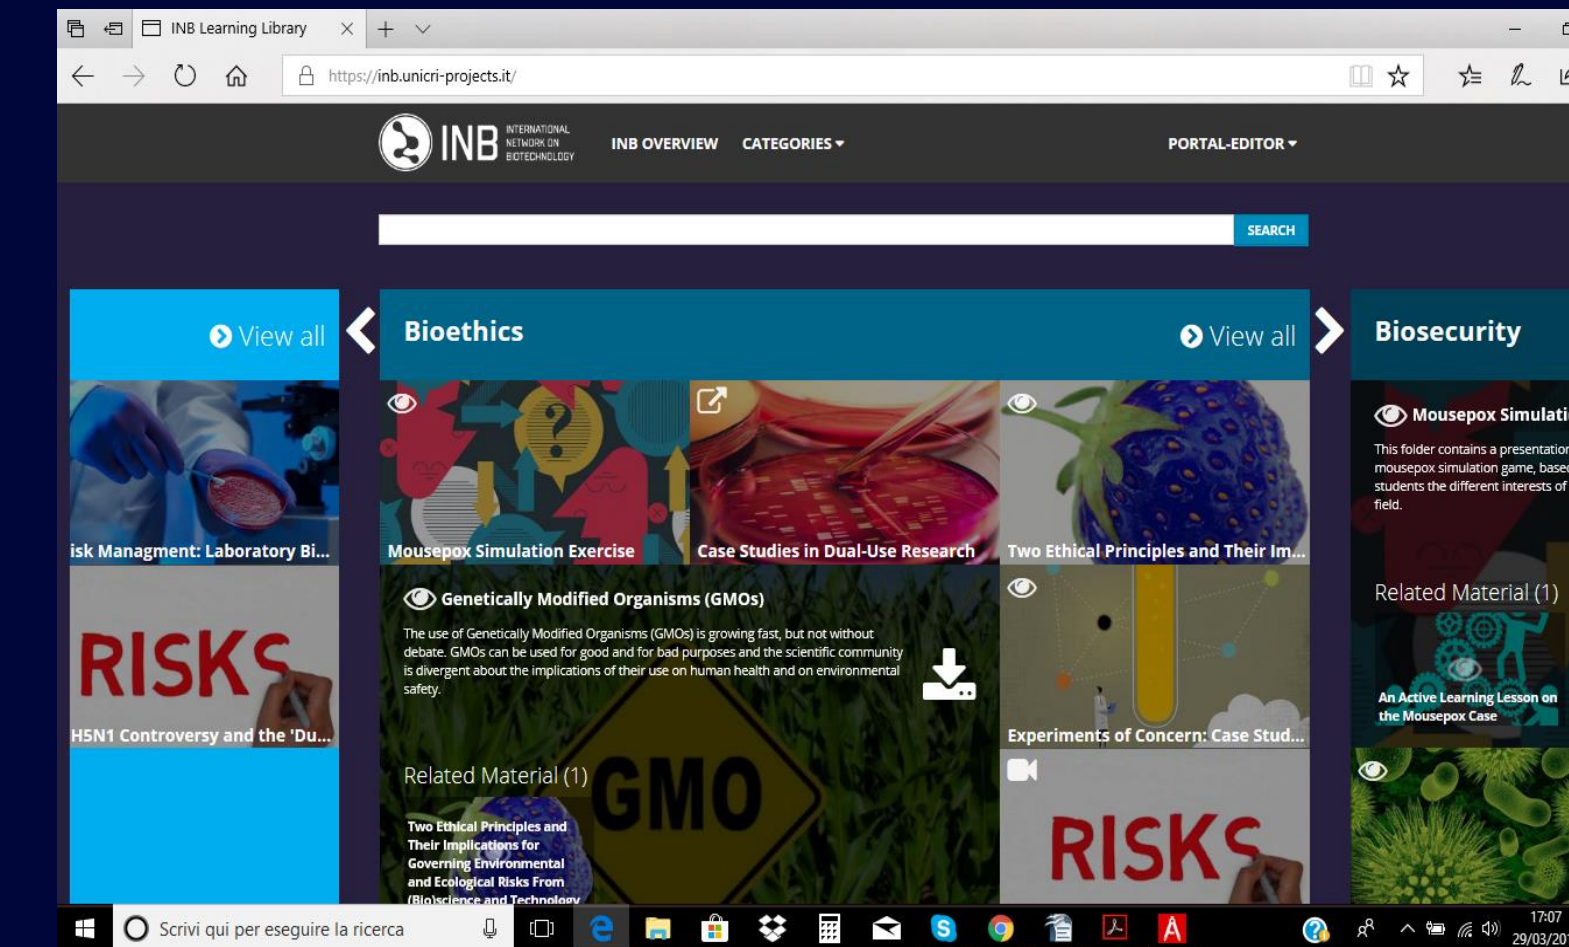 INB Learning Library
https://inb.unicri-projects.it/
INB INTERNATIONAL
NETWORK ON
BIOTECHNOLOGY
INB OVERVIEW CATEGORIES PORTAL-EDITOR
SEARCH
View all
isk Managment: Laboratory Bi...
RISKS
H5N1 Controversy and the 'Du...
Bioethics
View all
Mousepox Simulation Exercise
Case Studies in Dual-Use Research
Two Ethical Principles and Their Im...
Genetically Modified Organisms (GMOs)
The use of Genetically Modified Organisms (GMOs) is growing fast, but not without
debate. GMOs can be used for good and for bad purposes and the scientific community
is divergent about the implications of their use on human health and on environmental
safety.
GMO
Related Material (1)
Two Ethical Principles and
Their Implications for
Governing Environmental
and Ecological Risks From
(Bio)science and Technology
Experiments of Concern: Case Stud...
RISKS
Biosecurity
Mousepox Simulati
This folder contains a presentation
mousepox simulation game, based
students the different interests of
field.
Related Material (1)
An Active Learning Lesson on
the Mousepox Case
Scrivi qui per eseguire la ricerca
17:07
29/03/201